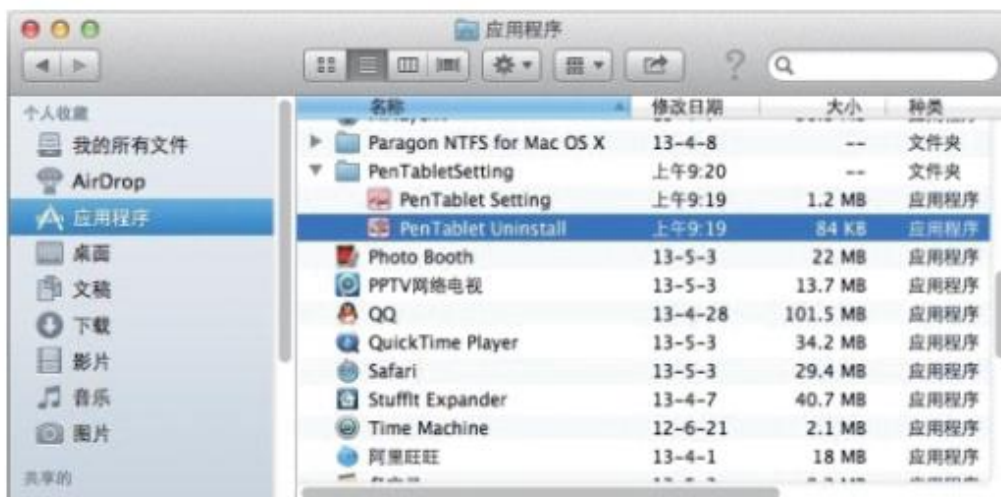 应用程序
个人收藏
我的所有文件
AirDrop
应用程序
桌面
文稿
下载
影片
音乐
图片
共享的
名称 修改日期 大小 种类
Paragon NTFS for Mac OS X 13-4-8 -- 文件夹
PenTabletSetting 上午9:20 -- 文件夹
PenTablet Setting 上午9:19 1.2 MB 应用程序
PenTablet Uninstall 上午9:19 84 KB 应用程序
Photo Booth 13-5-3 22 MB 应用程序
PPTV网络电视 13-5-3 13.7 MB 应用程序
QQ 13-4-28 101.5 MB 应用程序
QuickTime Player 13-5-3 34.2 MB 应用程序
Safari 13-5-3 29.4 MB 应用程序
StuffIt Expander 13-4-7 40.7 MB 应用程序
Time Machine 12-6-21 2.1 MB 应用程序
阿里旺旺 13-4-1 18 MB 应用程序